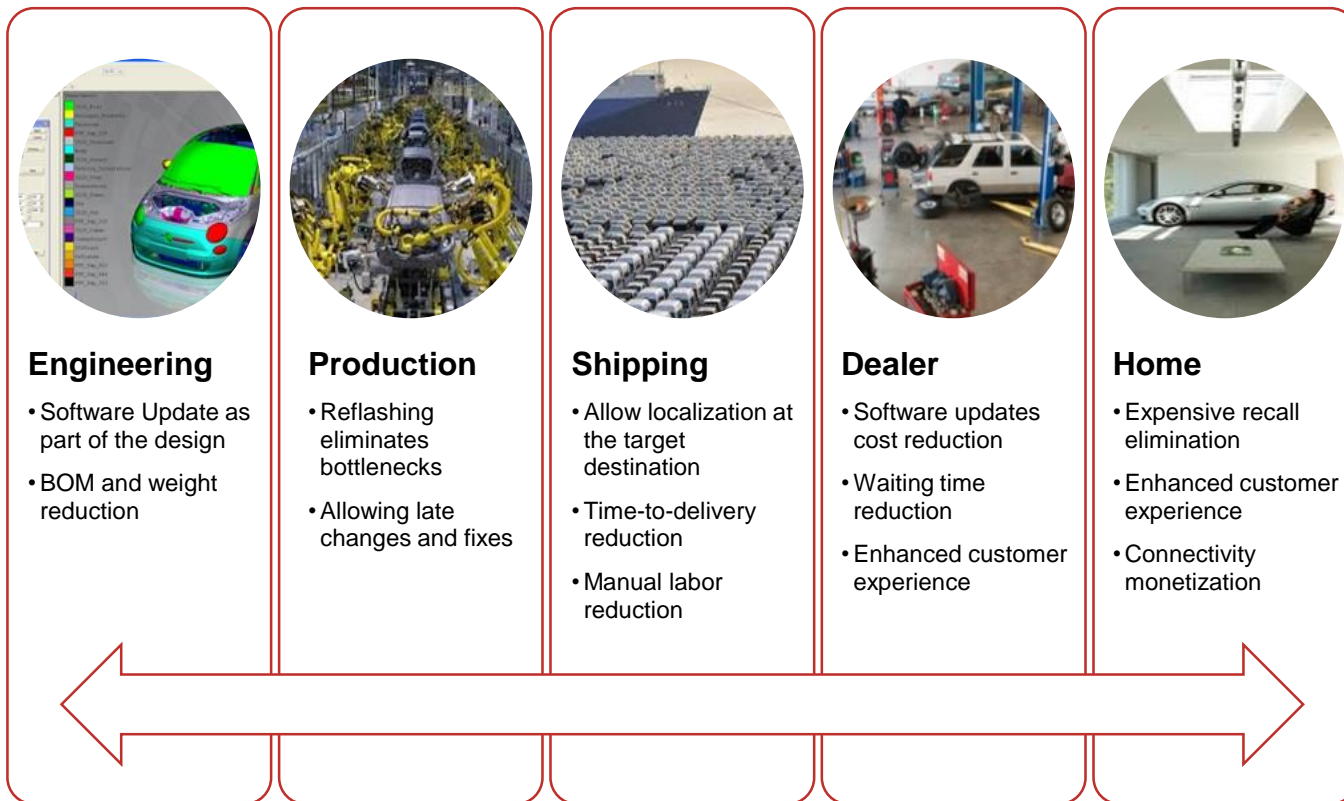 Engineering
• Software Update as
part of the design
• BOM and weight
reduction
Production
• Reflashing
eliminates
bottlenecks
• Allowing late
changes and fixes
Shipping
• Allow localization at
the target
destination
• Time-to-delivery
reduction
• Manual labor
reduction
Dealer
• Software updates
cost reduction
• Waiting time
reduction
• Enhanced customer
experience
Home
• Expensive recall
elimination
• Enhanced customer
experience
• Connectivity
monetization